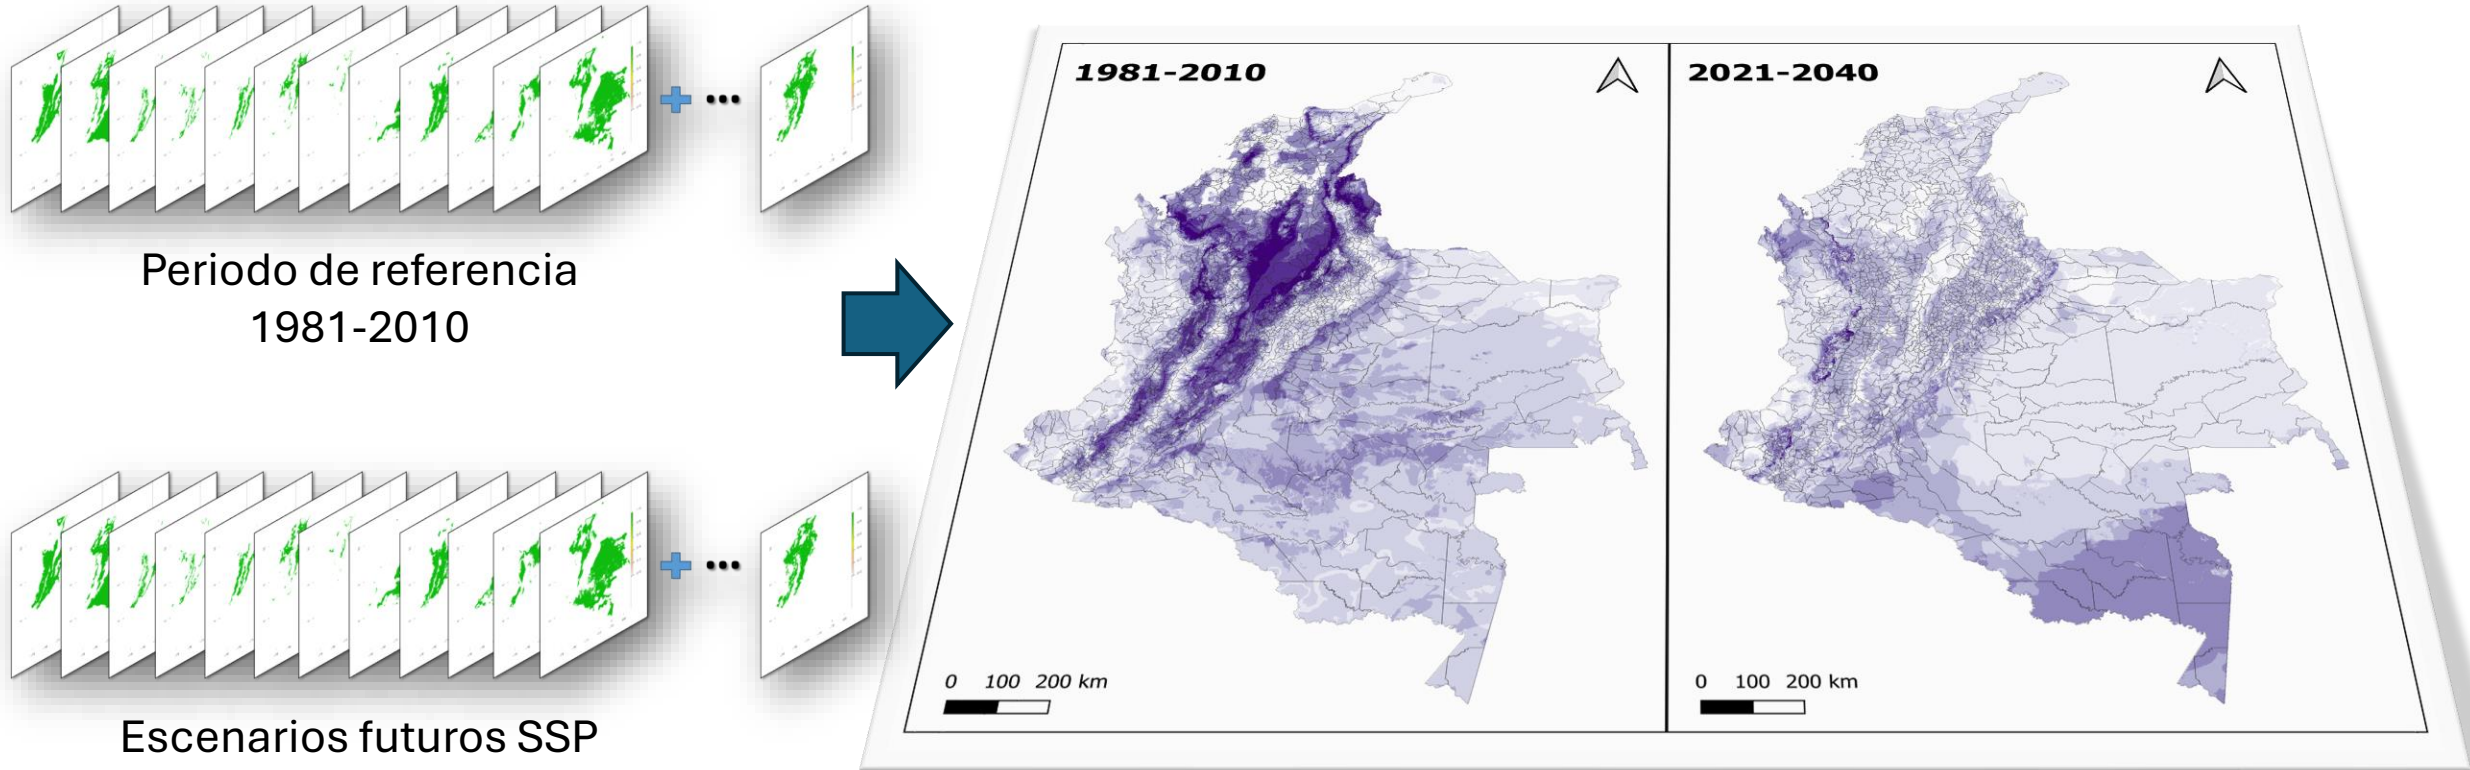 Periodo de referencia
1981-2010
Escenarios futuros SSP
1981-2010
0 100 200 km
2021-2040
0 100 200 km